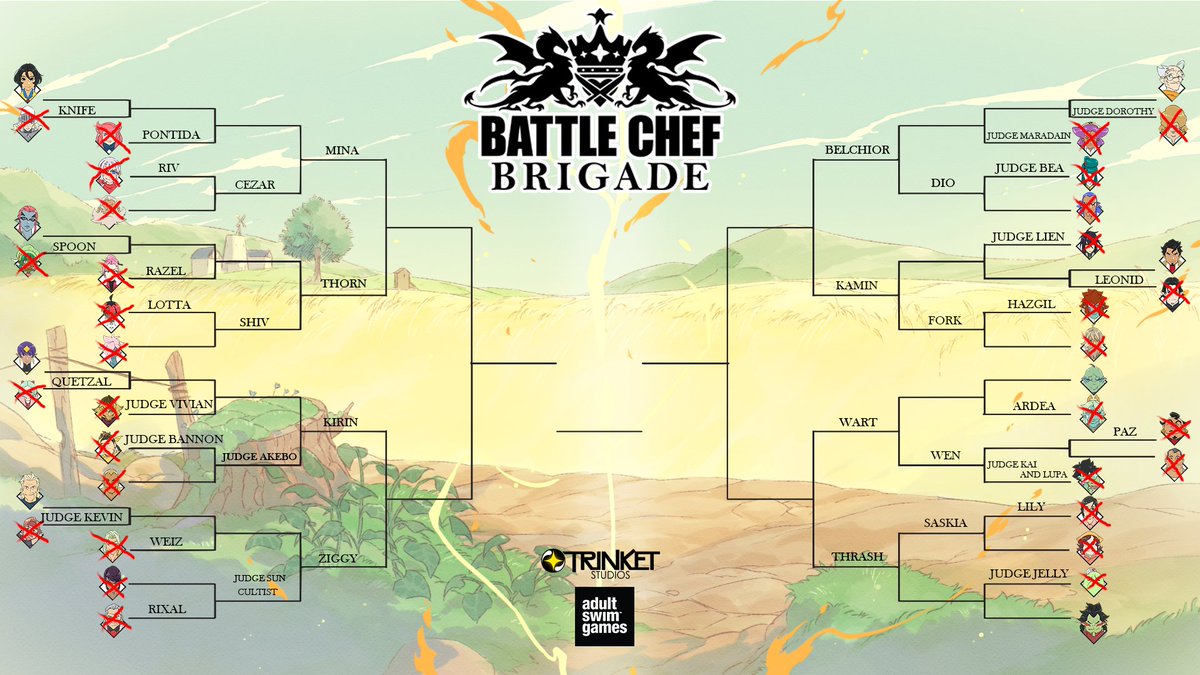 BATTLE CHEF
BRIGADE
KNIFE
PONTIDA
MINA
RIV
CEZAR
SPOON
RAZEL
THORN
LOTTA
SHIV
QUETZAL
JUDGE VIVIAN
KIRIN
JUDGE BANNON
JUDGE AKEBO
JUDGE KEVIN
WEIZ
ZIGGY
JUDGE SUN
CULTIST
RIXAL
JUDGE DOROTHY
JUDGE MARADAIN
BELCHIOR
JUDGE BEA
DIO
JUDGE LIEN
LEONID
KAMIN
HAZGIL
FORK
ARDEA
WART
PAZ
WEN
JUDGE KAI
AND LUPA
LILY
SASKIA
THRASH
JUDGE JELLY
TRINKET
STUDIOS
adult
swim
games